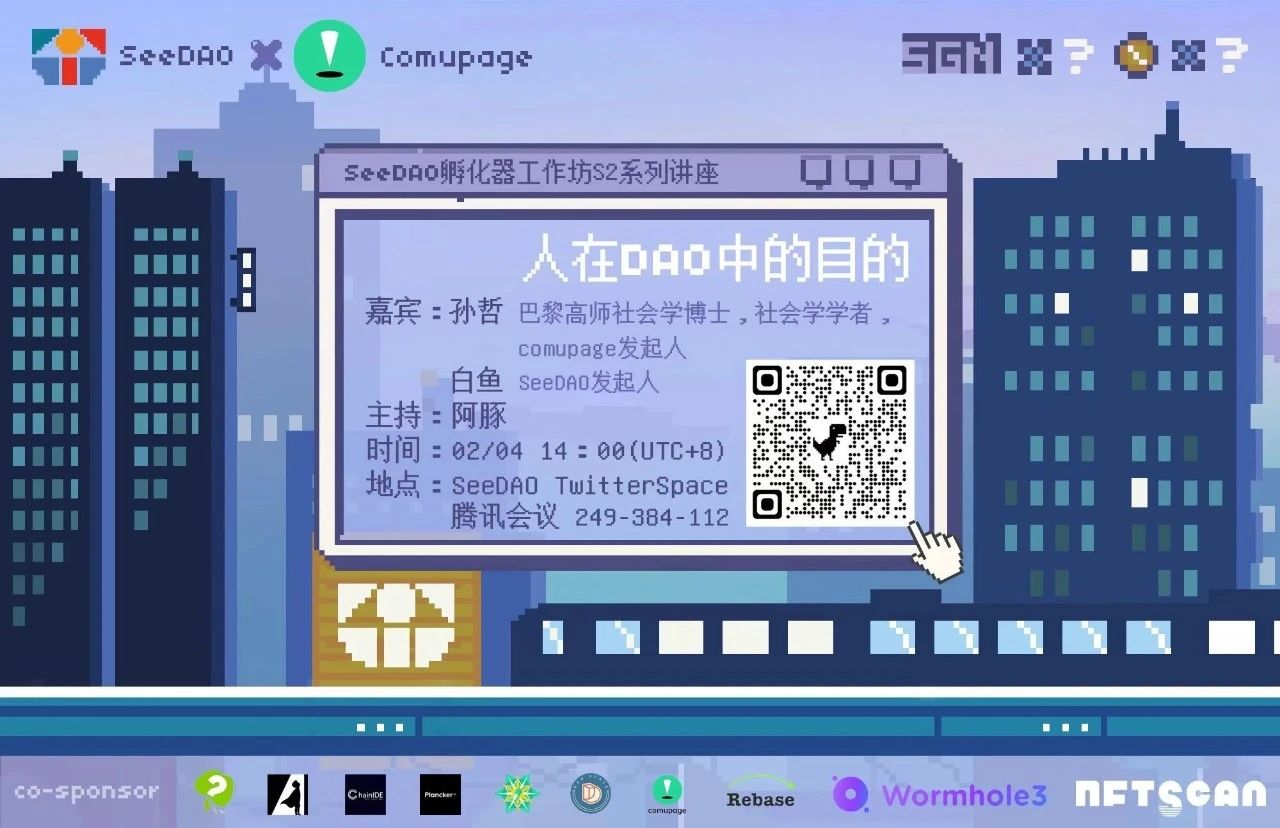 SeeDAO Comupage
SGN ? ?
SeeDAO孵化器工作坊S2系列讲座
人在DAO中的目的
嘉宾：孙哲 巴黎高师社会学博士，社会学学者，
comupage发起人
白鱼 SeeDAO发起人
主持：阿豚
时间：02/04 14：00(UTC+8)
地点：SeeDAO TwitterSpace
腾讯会议 249-384-112
co-sponsor
?
ChainIDE
Plancker
comupage
Rebase
Wormhole3
NFTSCAN